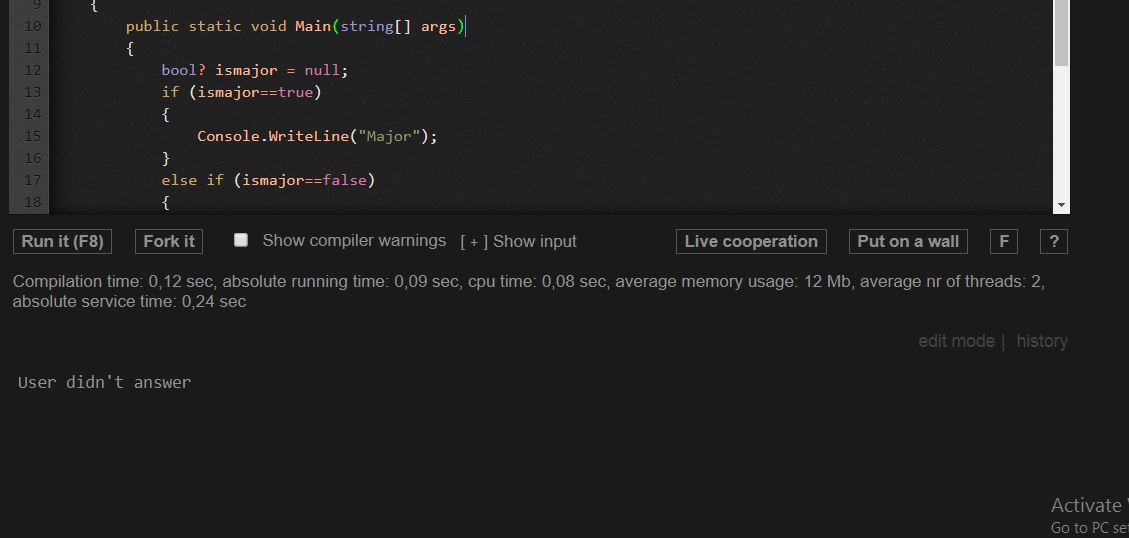 9 {
10 public static void Main(string[] args)
11 {
12 bool? ismajor = null;
13 if (ismajor==true)
14 {
15 Console.WriteLine("Major");
16 }
17 else if (ismajor==false)
18 {
Run it (F8) Fork it Show compiler warnings [ + ] Show input Live cooperation Put on a wall F ?
Compilation time: 0,12 sec, absolute running time: 0,09 sec, cpu time: 0,08 sec, average memory usage: 12 Mb, average nr of threads: 2,
absolute service time: 0,24 sec
edit mode | history
User didn't answer
Activate
Go to PC